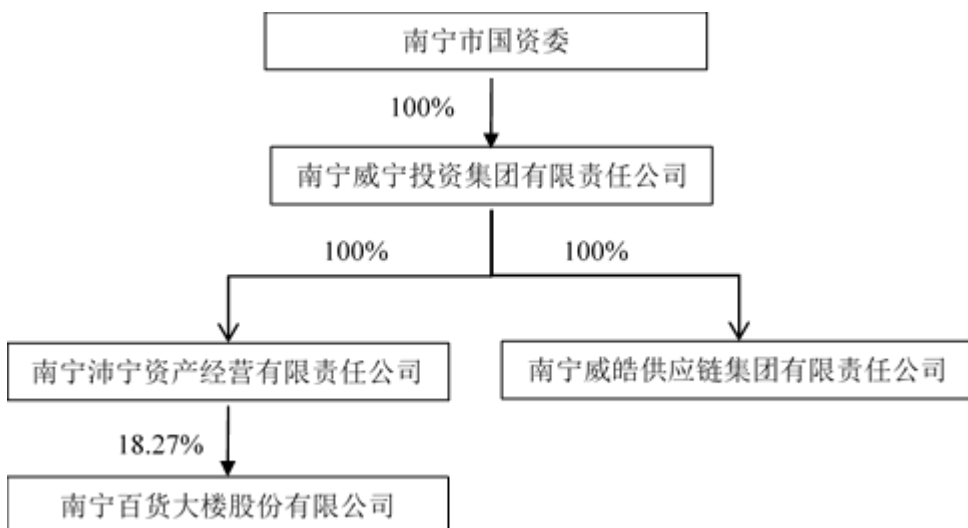 南宁市国资委
100%
南宁威宁投资集团有限责任公司
100%
100%
南宁沛宁资产经营有限责任公司
南宁威皓供应链集团有限责任公司
18.27%
南宁百货大楼股份有限公司